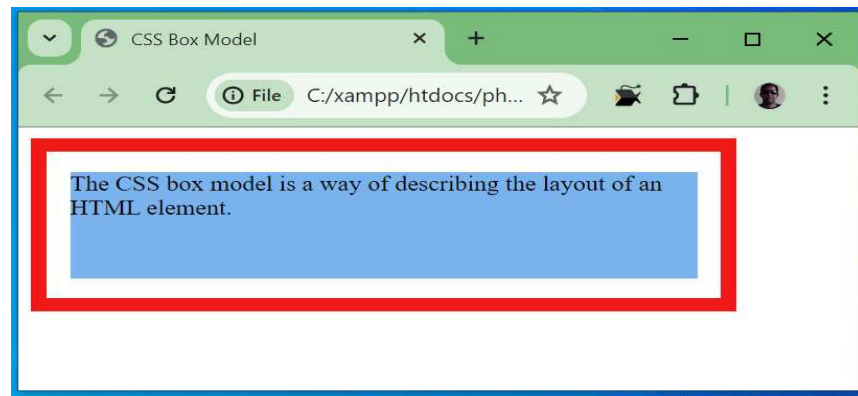 CSS Box Model
File C:/xampp/htdocs/ph...
The CSS box model is a way of describing the layout of an
HTML element.